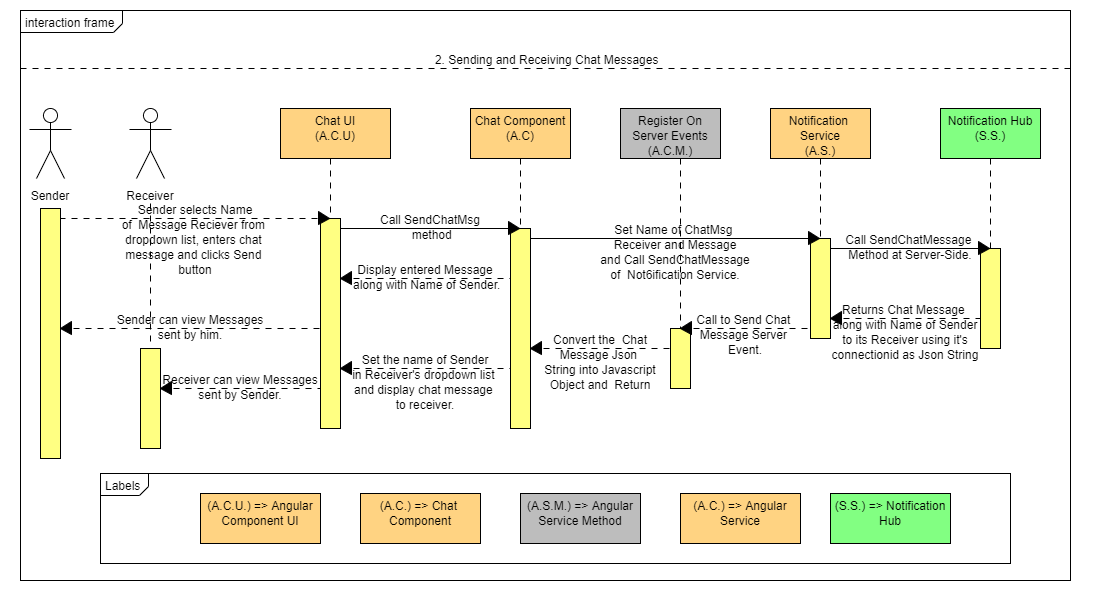 interaction frame
2. Sending and Receiving Chat Messages
Chat UI
(A.C.U)
Chat Component
(A.C)
Register On
Server Events
(A.C.M.)
Notification
Service
(A.S.)
Notification Hub
(S.S.)
Sender
Receiver
Sender selects Name
of Message Reciever from
dropdown list, enters chat
message and clicks Send
button
Call SendChatMsg
method
Set Name of ChatMsg
Receiver and Message
and Call SendChatMessage
of Not6ification Service.
Call SendChatMessage
Method at Server-Side.
Display entered Message
along with Name of Sender.
Sender can view Messages
sent by him.
Returns Chat Message
along with Name of Sender
to its Receiver using it's
connectionid as Json String
Call to Send Chat
Message Server
Event.
Convert the Chat
Message Json
String into Javascript
Object and Return
Set the name of Sender
in Receiver's dropdown list
and display chat message
to receiver.
Receiver can view Messages
sent by Sender.
Labels
(A.C.U.) => Angular
Component UI
(A.C.) => Chat
Component
(A.S.M.) => Angular
Service Method
(A.C.) => Angular
Service
(S.S.) => Notification
Hub